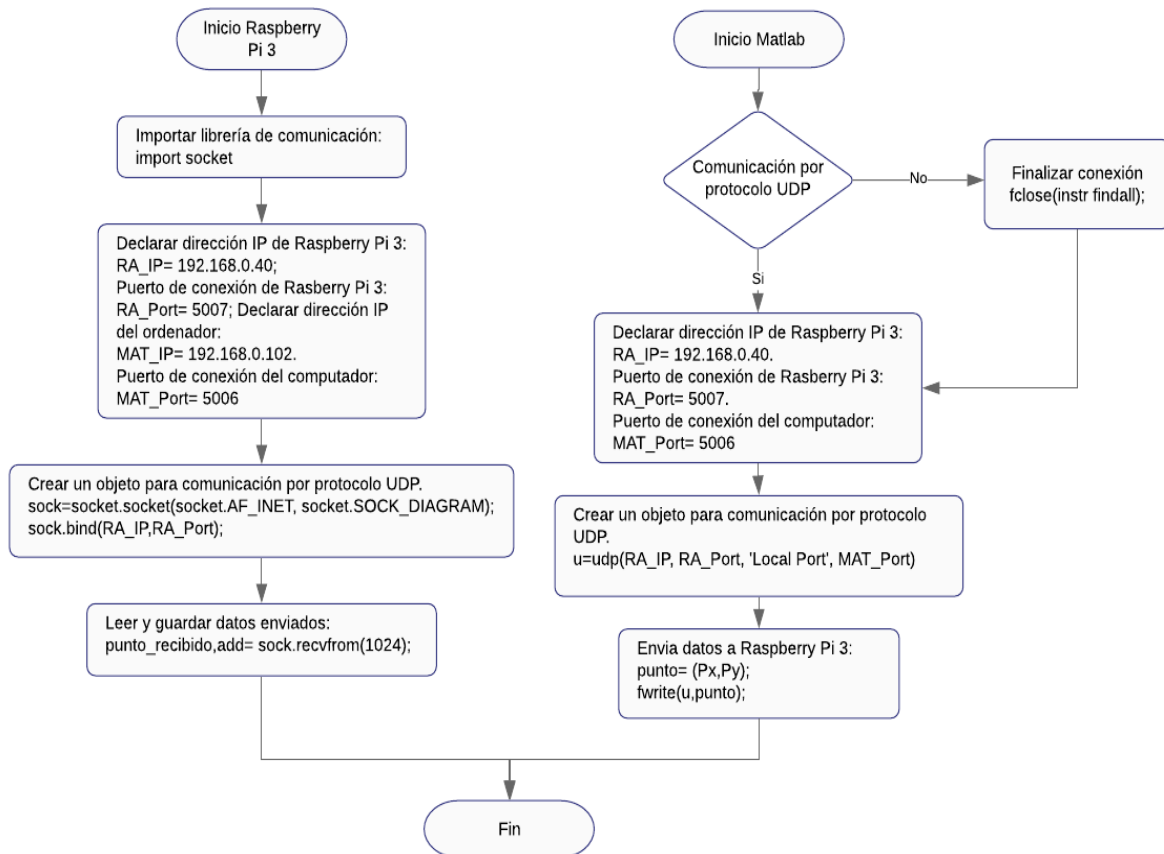 Inicio Raspberry
Pi 3
Importar librería de comunicación:
import socket
Declarar dirección IP de Raspberry Pi 3:
RA_IP= 192.168.0.40;
Puerto de conexión de Rasberry Pi 3:
RA_Port= 5007; Declarar dirección IP
del ordenador:
MAT_IP= 192.168.0.102.
Puerto de conexión del computador:
MAT_Port= 5006
Crear un objeto para comunicación por protocolo UDP.
sock=socket.socket(socket.AF_INET, socket.SOCK_DIAGRAM);
sock.bind(RA_IP,RA_Port);
Leer y guardar datos enviados:
punto_recibido,add= sock.recvfrom(1024);
Inicio Matlab
Comunicación por
protocolo UDP
No
Finalizar conexión
fclose(instr findall);
Si
Declarar dirección IP de Raspberry Pi 3:
RA_IP= 192.168.0.40.
Puerto de conexión de Rasberry Pi 3:
RA_Port= 5007.
Puerto de conexión del computador:
MAT_Port= 5006
Crear un objeto para comunicación por protocolo
UDP.
u=udp(RA_IP, RA_Port, 'Local Port', MAT_Port)
Envia datos a Raspberry Pi 3:
punto= (Px,Py);
fwrite(u,punto);
Fin